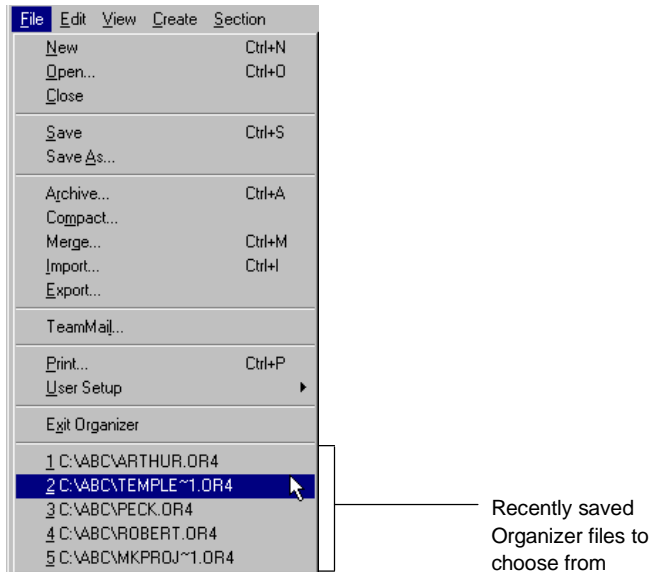 File Edit View Create Section
New Ctrl+N
Open... Ctrl+O
Close
Save Ctrl+S
Save As...
Archive... Ctrl+A
Compact...
Merge... Ctrl+M
Import... Ctrl+I
Export...
TeamMail...
Print... Ctrl+P
User Setup
Exit Organizer
1 C:\ABC\ARTHUR.OR4
2 C:\ABC\TEMPLE~1.OR4
3 C:\ABC\PECK.OR4
4 C:\ABC\ROBERT.OR4
5 C:\ABC\MKPROJ~1.OR4
Recently saved
Organizer files to
choose from